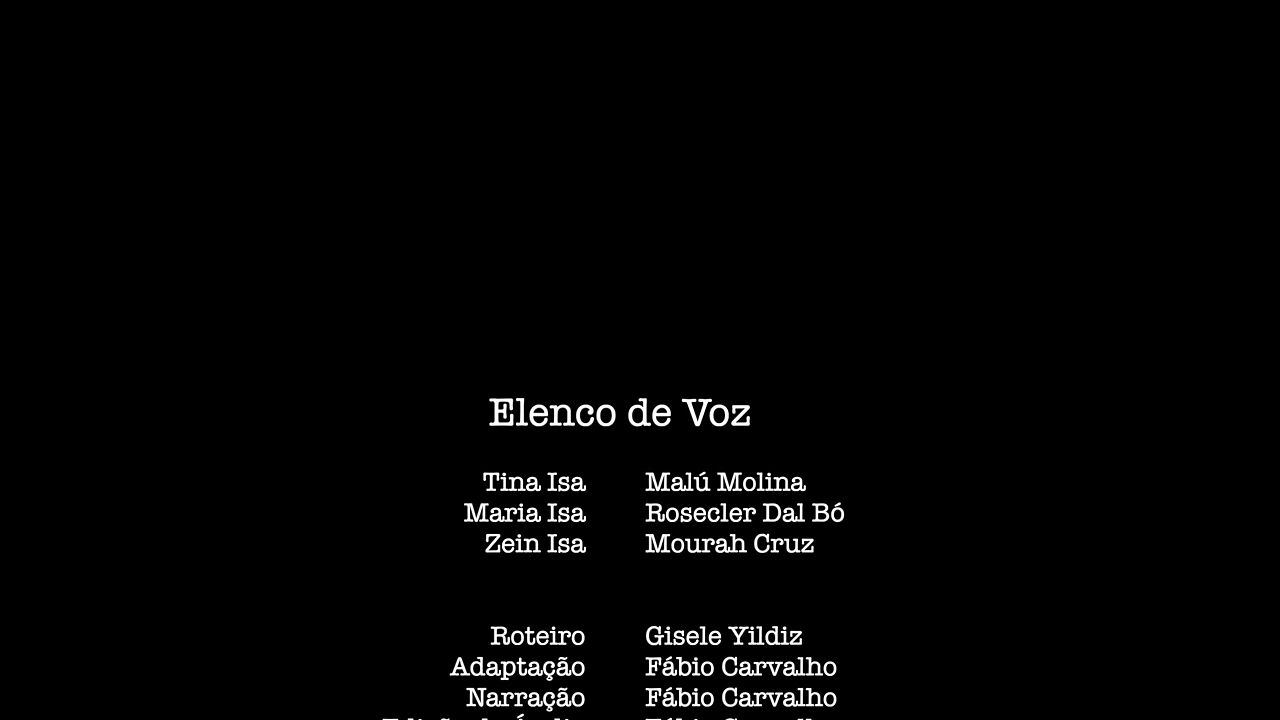 Elenco de Voz
Tina Isa Malú Molina
Maria Isa Rosecler Dal Bó
Zein Isa Mourah Cruz
Roteiro Gisele Yildiz
Adaptação Fábio Carvalho
Narração Fábio Carvalho